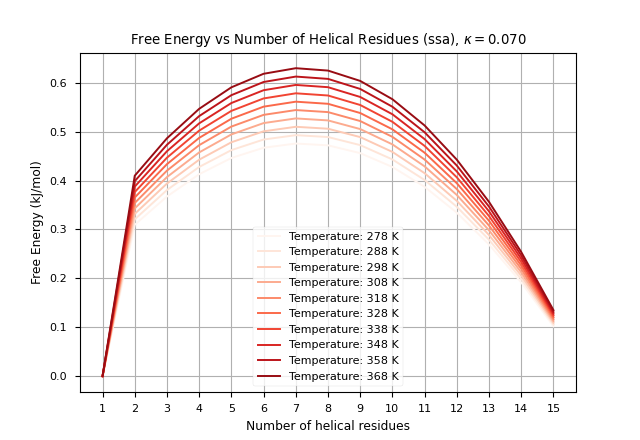 Free Energy vs Number of Helical Residues (ssa), κ = 0.070
Free Energy (kJ/mol)
0.6
0.5
0.4
0.3
0.2
0.1
0.0
Temperature: 278 K
Temperature: 288 K
Temperature: 298 K
Temperature: 308 K
Temperature: 318 K
Temperature: 328 K
Temperature: 338 K
Temperature: 348 K
Temperature: 358 K
Temperature: 368 K
1 2 3 4 5 6 7 8 9 10 11 12 13 14 15
Number of helical residues